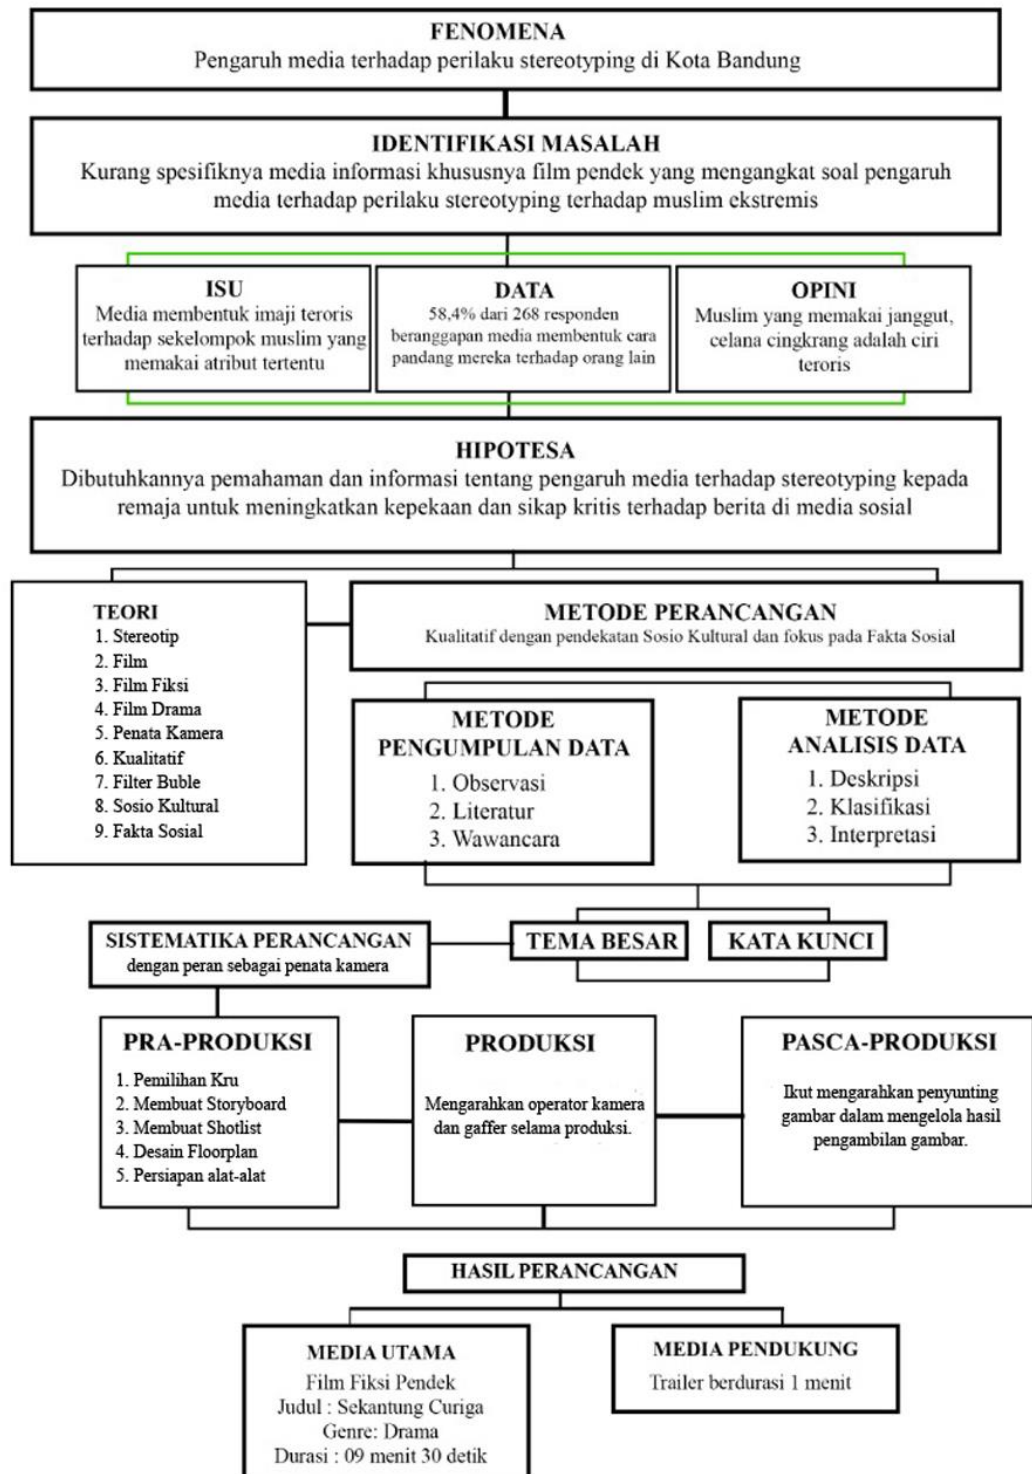 FENOMENA
Pengaruh media terhadap perilaku stereotyping di Kota Bandung
IDENTIFIKASI MASALAH
Kurang spesifiknya media informasi khususnya film pendek yang mengangkat soal pengaruh
media terhadap perilaku stereotyping terhadap muslim ekstremis
ISU
Media membentuk imaji teroris
terhadap sekelompok muslim yang
memakai atribut tertentu
DATA
58,4% dari 268 responden
beranggapan media membentuk cara
pandang mereka terhadap orang lain
OPINI
Muslim yang memakai janggut,
celana cingkrang adalah ciri
teroris
HIPOTESA
Dibutuhkannya pemahaman dan informasi tentang pengaruh media terhadap stereotyping kepada
remaja untuk meningkatkan kepekaan dan sikap kritis terhadap berita di media sosial
TEORI
1. Stereotip
2. Film
3. Film Fiksi
4. Film Drama
5. Penata Kamera
6. Kualitatif
7. Filter Buble
8. Sosio Kultural
9. Fakta Sosial
METODE PERANCANGAN
Kualitatif dengan pendekatan Sosio Kultural dan fokus pada Fakta Sosial
METODE
PENGUMPULAN DATA
1. Observasi
2. Literatur
3. Wawancara
METODE
ANALISIS DATA
1. Deskripsi
2. Klasifikasi
3. Interpretasi
SISTEMATIKA PERANCANGAN
dengan peran sebagai penata kamera
TEMA BESAR
KATA KUNCI
PRA-PRODUKSI
1. Pemilihan Kru
2. Membuat Storyboard
3. Membuat Shotlist
4. Desain Floorplan
5. Persiapan alat-alat
PRODUKSI
Mengarahkan operator kamera
dan gaffer selama produksi.
PASCA-PRODUKSI
Ikut mengarahkan penyunting
gambar dalam mengelola hasil
pengambilan gambar.
HASIL PERANCANGAN
MEDIA UTAMA
Film Fiksi Pendek
Judul : Sekantung Curiga
Genre: Drama
Durasi : 09 menit 30 detik
MEDIA PENDUKUNG
Trailer berdurasi 1 menit